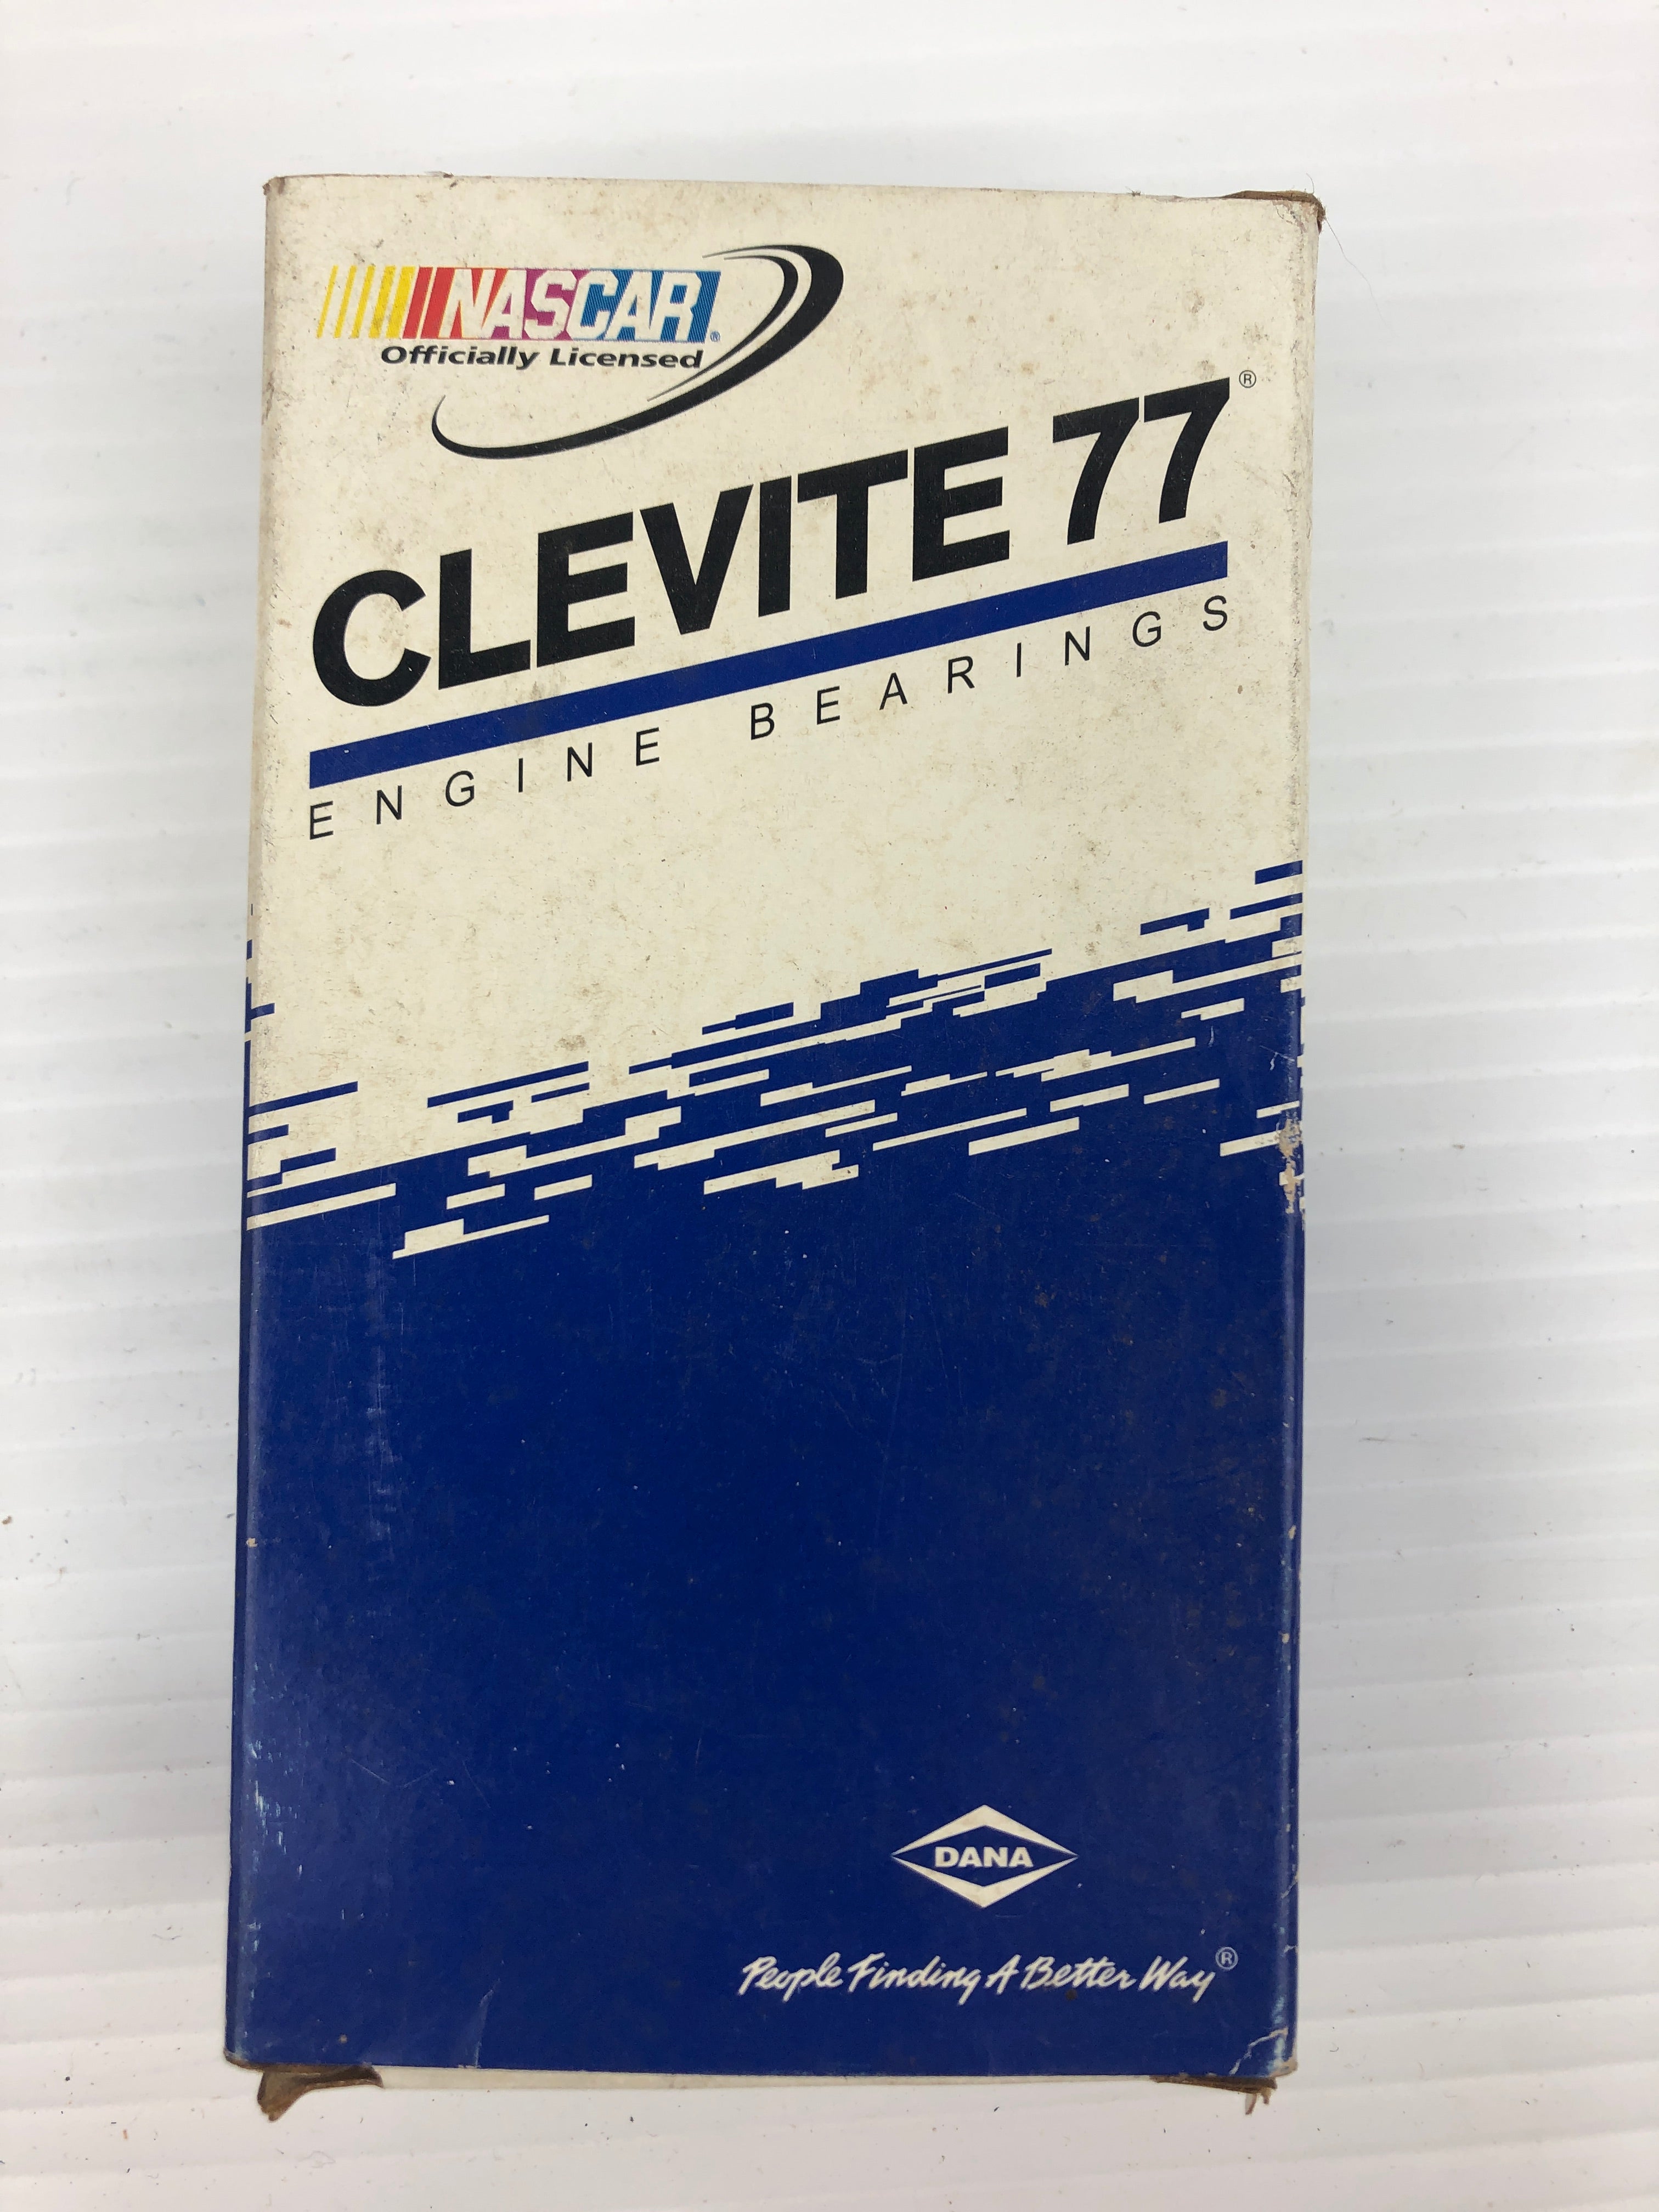 NASCAR®
Officially Licensed
CLEVITE 77®
ENGINE BEARINGS
DANA
People Finding A Better Way®